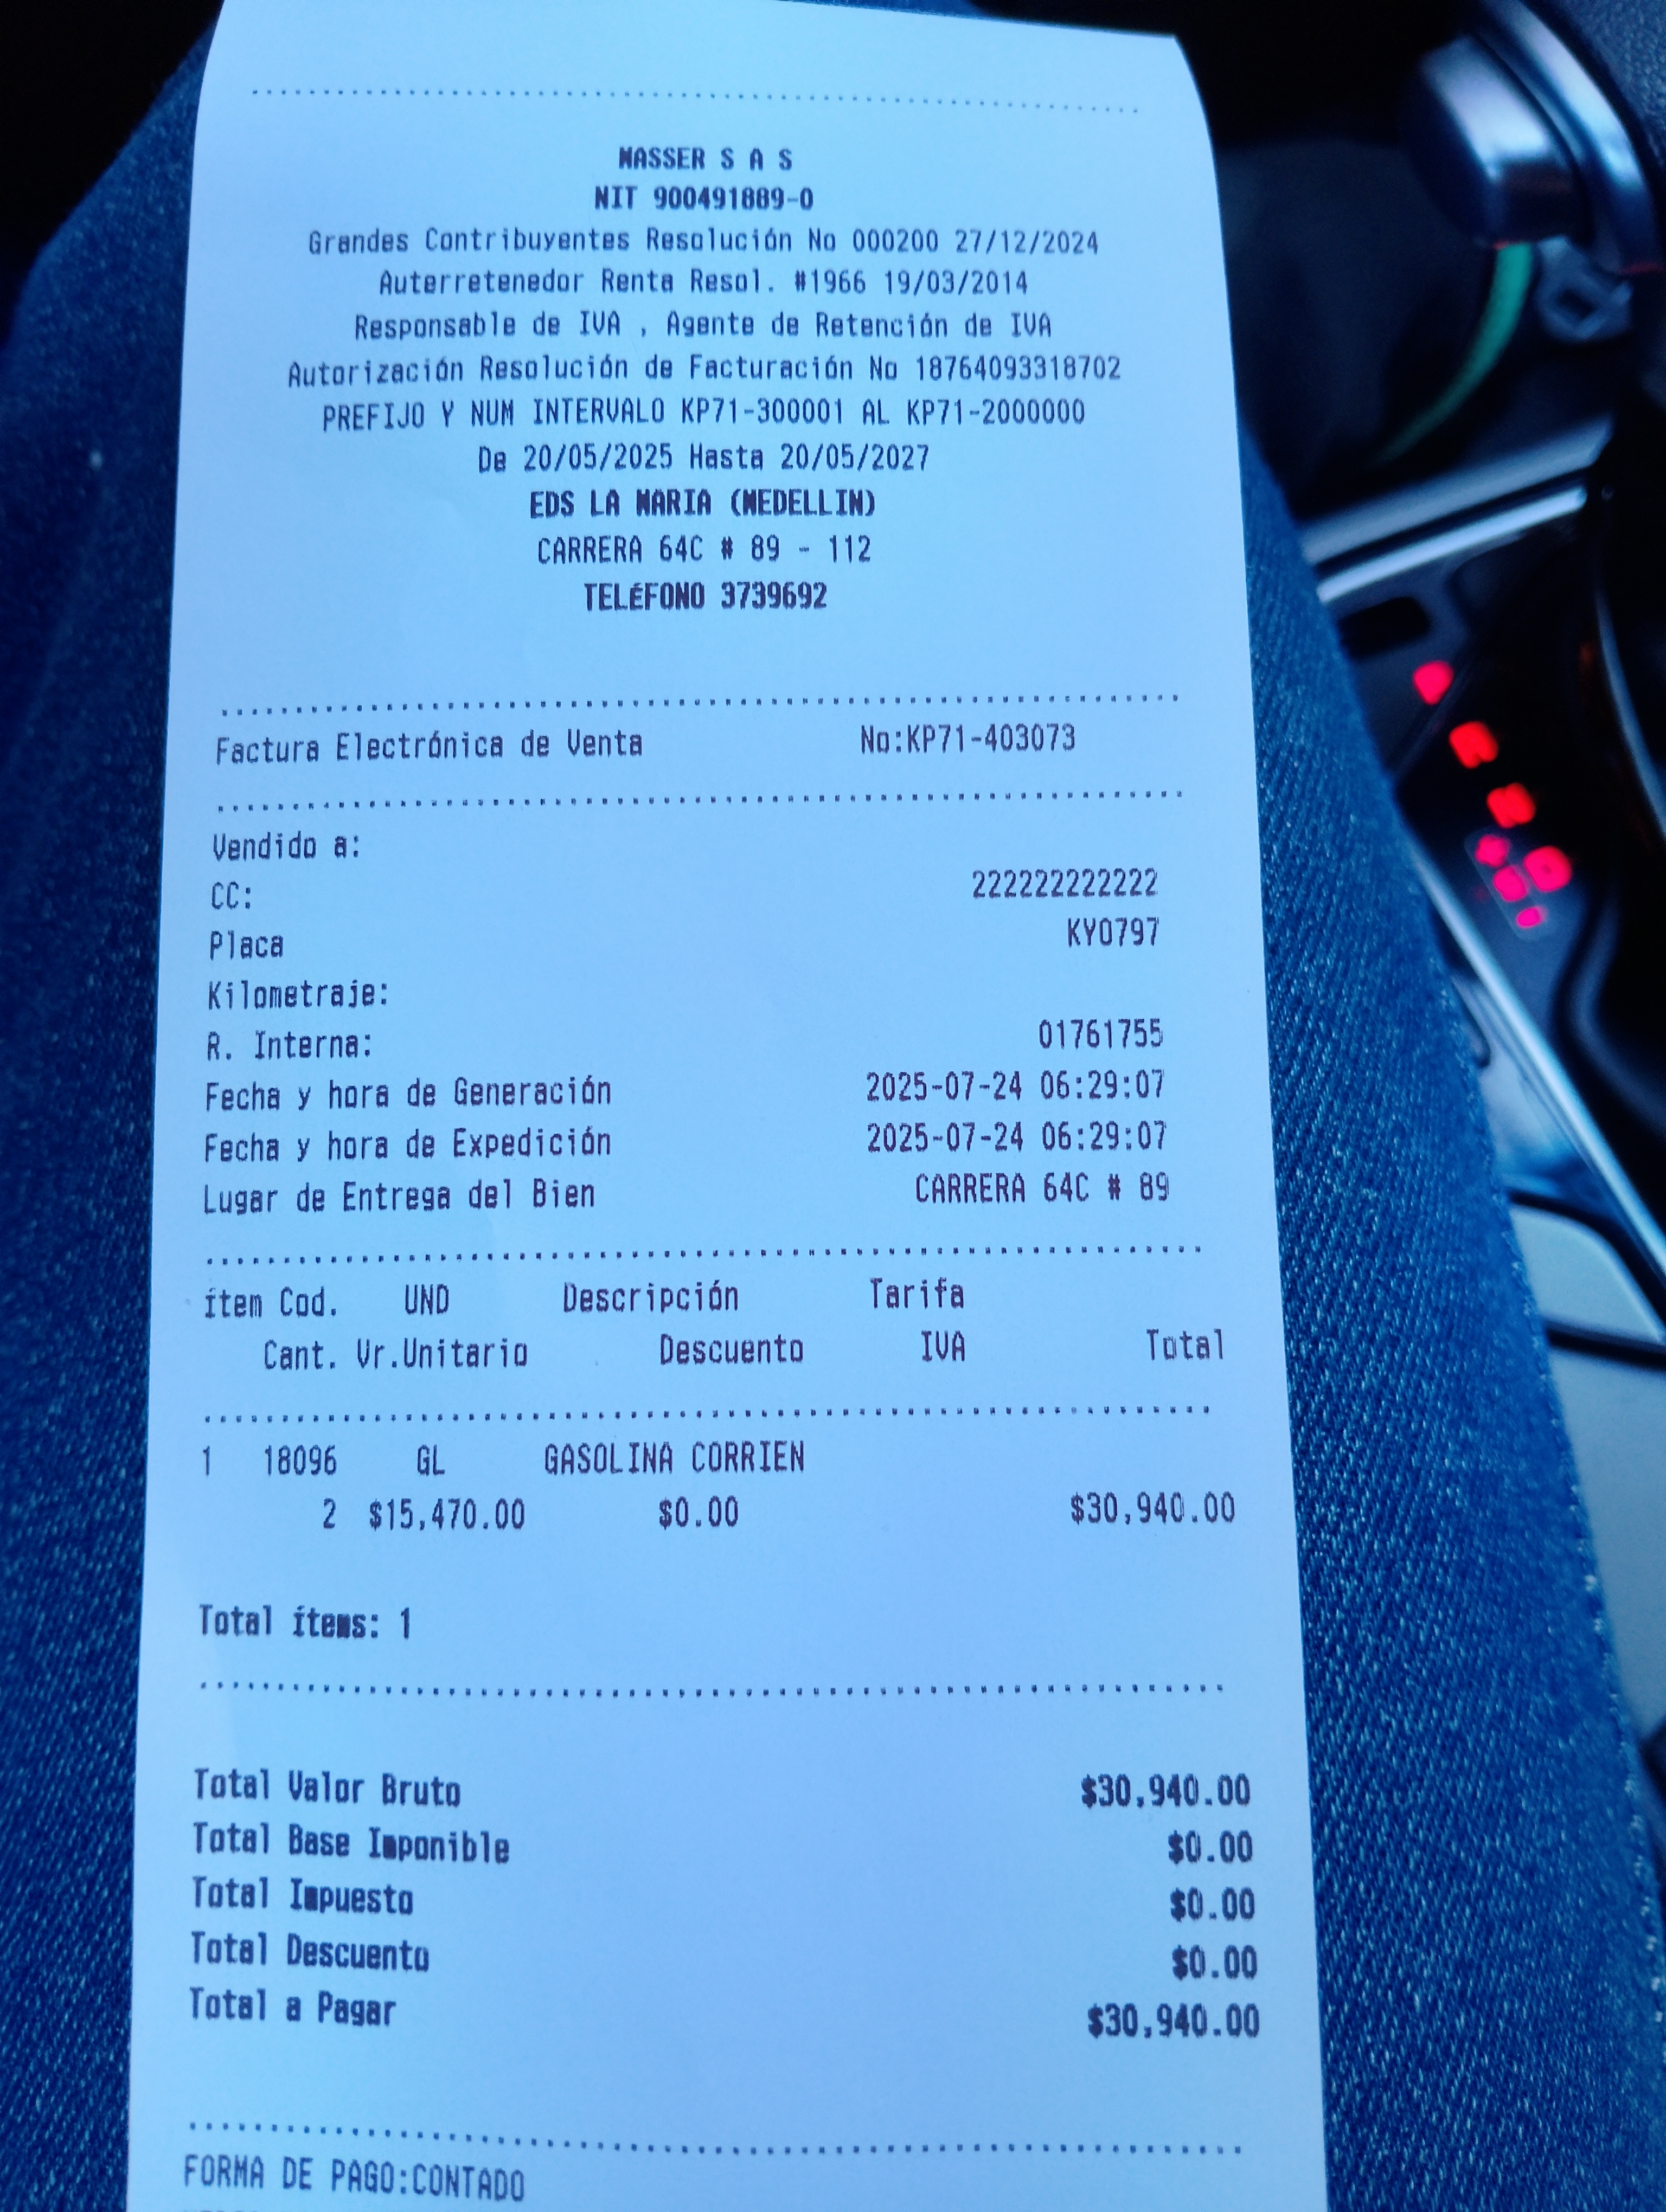 MASSER S A S
NIT 900491889-0
Grandes Contribuyentes Resolución No 000200 27/12/2024
Auterretenedor Renta Resol. #1966 19/03/2014
Responsable de IVA , Agente de Retención de IVA
Autorización Resolución de Facturación No 18764093318702
PREFIJO Y NUM INTERVALO KP71-300001 AL KP71-2000000
De 20/05/2025 Hasta 20/05/2027
EDS LA MARIA (MEDELLIN)
CARRERA 64C # 89 - 112
TELéFONO 3739692
Factura Electrónica de Venta No:KP71-403073
Vendido a:
CC: 222222222222
Placa KYO797
Kilometraje:
R. Interna: 01761755
Fecha y hora de Generación 2025-07-24 06:29:07
Fecha y hora de Expedición 2025-07-24 06:29:07
Lugar de Entrega del Bien CARRERA 64C # 89
ítem Cod. UND Descripción Tarifa
Cant. Vr.Unitario Descuento IVA Total
1 18096 GL GASOLINA CORRIEN
2 $15,470.00 $0.00 $30,940.00
Total ítems: 1
Total Valor Bruto $30,940.00
Total Base Imponible $0.00
Total Impuesto $0.00
Total Descuento $0.00
Total a Pagar $30,940.00
FORMA DE PAGO:CONTADO